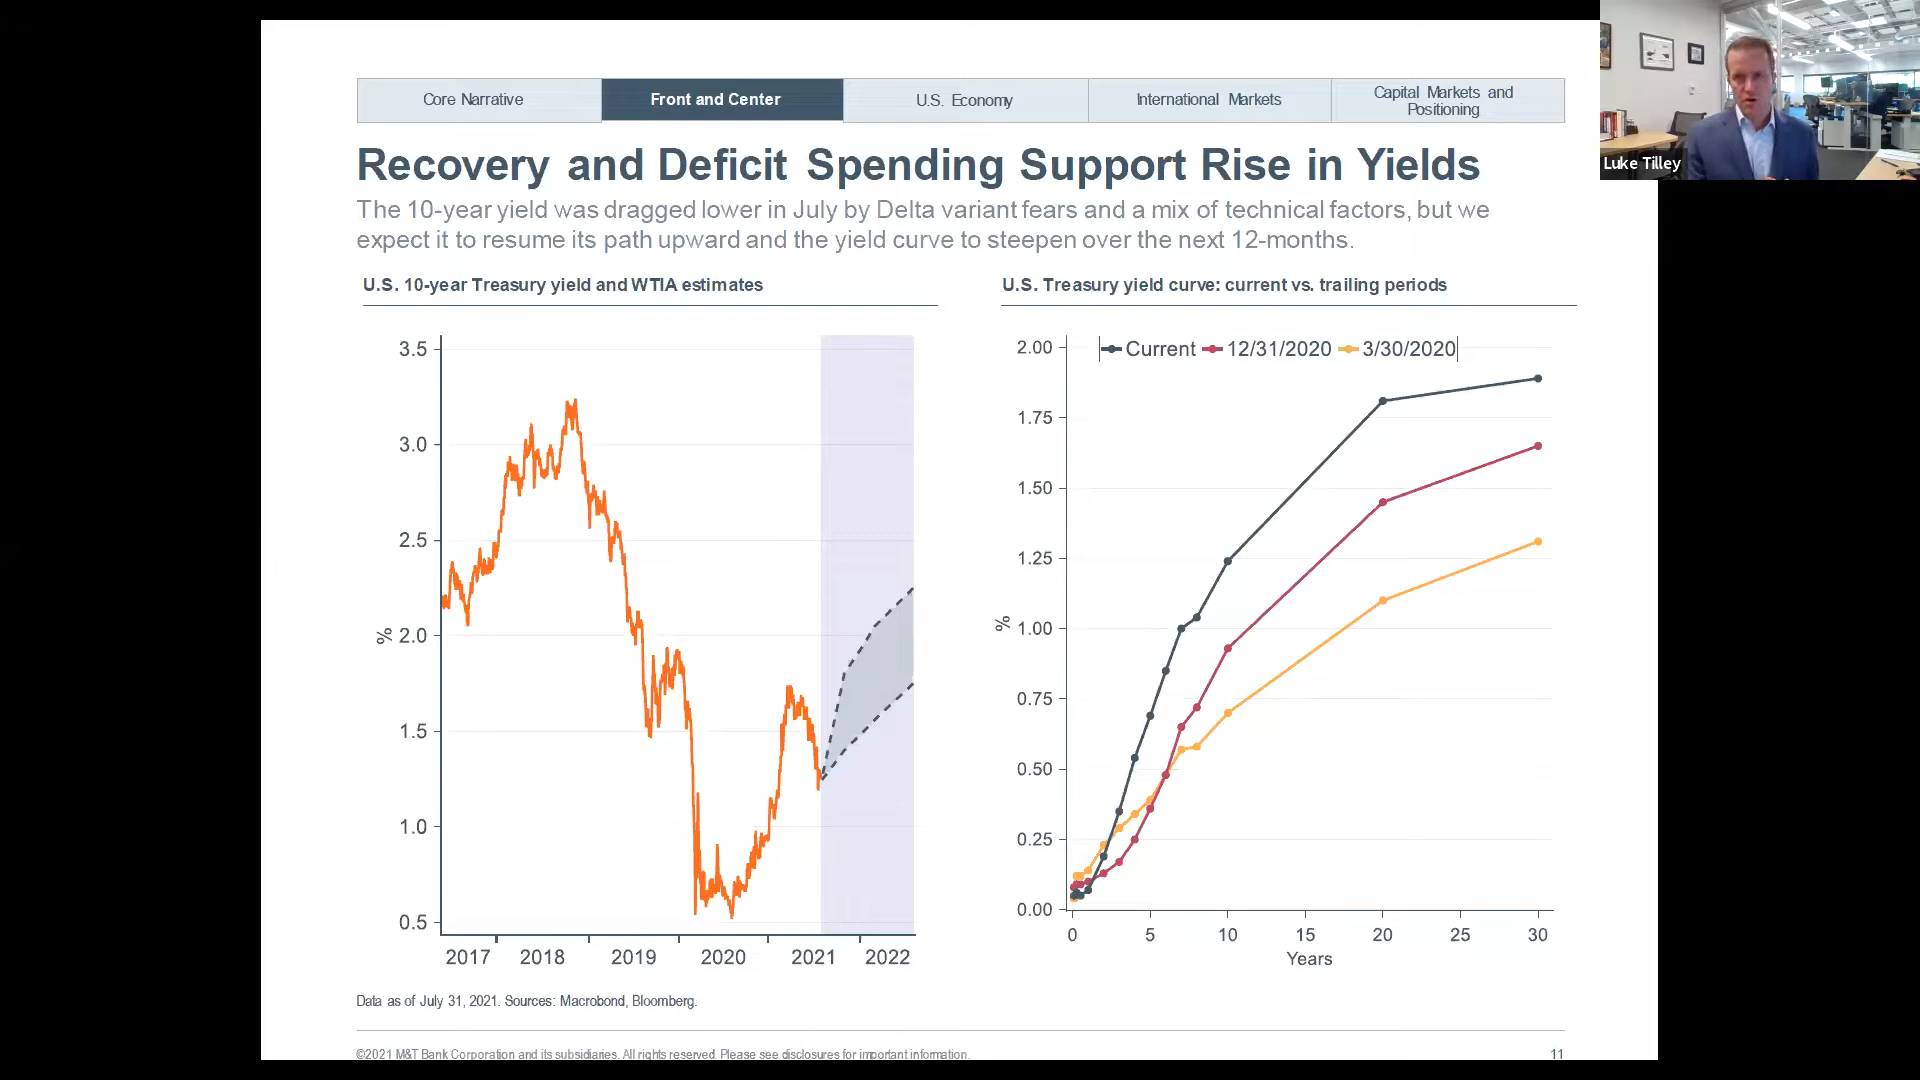 Core Narrative
Front and Center
U.S. Economy
International Markets
Capital Markets and
Positioning
Luke Tilley
Recovery and Deficit Spending Support Rise in Yields
The 10-year yield was dragged lower in July by Delta variant fears and a mix of technical factors, but we
expect it to resume its path upward and the yield curve to steepen over the next 12-months.
U.S. 10-year Treasury yield and WTIA estimates
3.5
3.0
2.5
% 2.0
1.5
1.0
0.5
2017 2018 2019 2020 2021 2022
U.S. Treasury yield curve: current vs. trailing periods
Current 12/31/2020 3/30/2020
2.00
1.75
1.50
1.25
% 1.00
0.75
0.50
0.25
0.00
0 5 10 15 20 25 30
Years
Data as of July 31, 2021. Sources: Macrobond, Bloomberg.
©2021 M&T Bank Corporation and its subsidiaries. All rights reserved. Please see disclosures for important information.
11